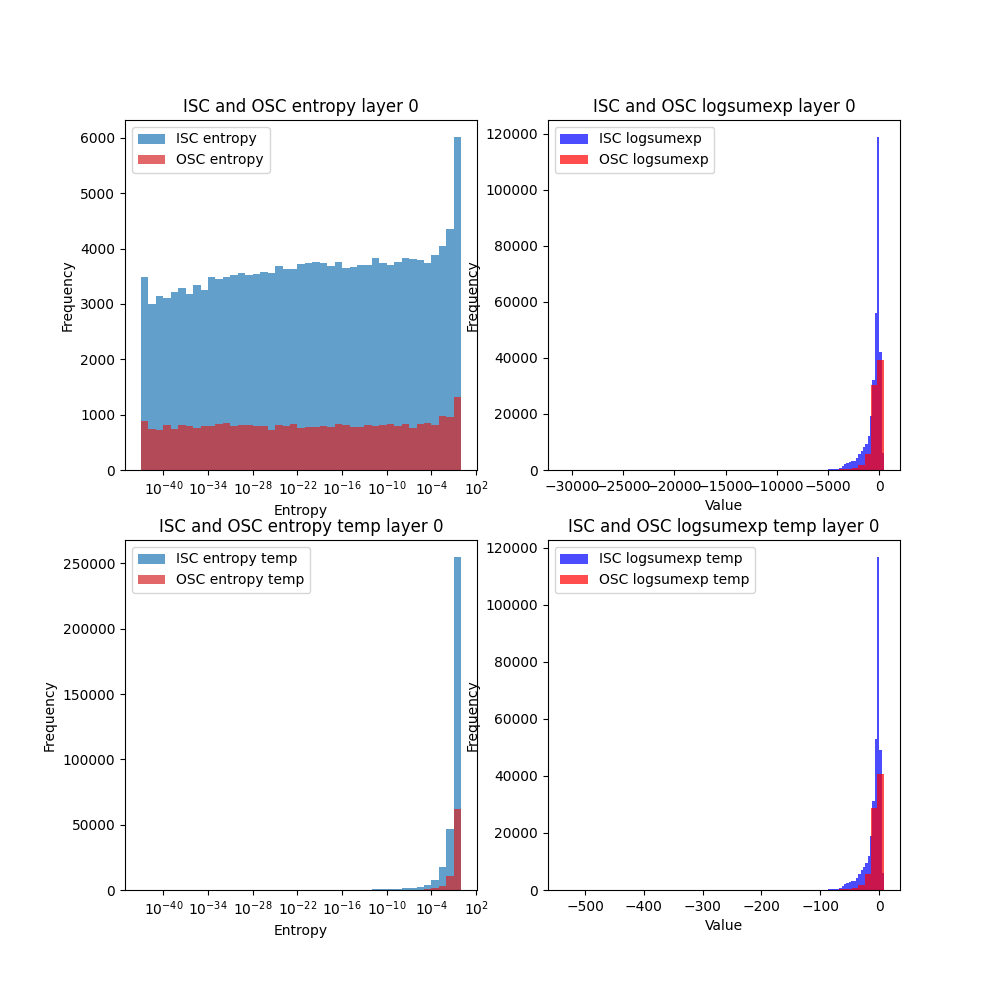 ISC and OSC entropy layer 0
ISC entropy
OSC entropy
6000
5000
4000
3000
2000
1000
0
Frequency
10⁻⁴⁰ 10⁻³⁴ 10⁻²⁸ 10⁻²² 10⁻¹⁶ 10⁻¹⁰ 10⁻⁴ 10²
Entropy
ISC and OSC logsumexp layer 0
ISC logsumexp
OSC logsumexp
120000
100000
80000
60000
40000
20000
0
Frequency
−30000 −25000 −20000 −15000 −10000 −5000 0
Value
ISC and OSC entropy temp layer 0
ISC entropy temp
OSC entropy temp
250000
200000
150000
100000
50000
0
Frequency
10⁻⁴⁰ 10⁻³⁴ 10⁻²⁸ 10⁻²² 10⁻¹⁶ 10⁻¹⁰ 10⁻⁴ 10²
Entropy
ISC and OSC logsumexp temp layer 0
ISC logsumexp temp
OSC logsumexp temp
120000
100000
80000
60000
40000
20000
0
Frequency
−500 −400 −300 −200 −100 0
Value